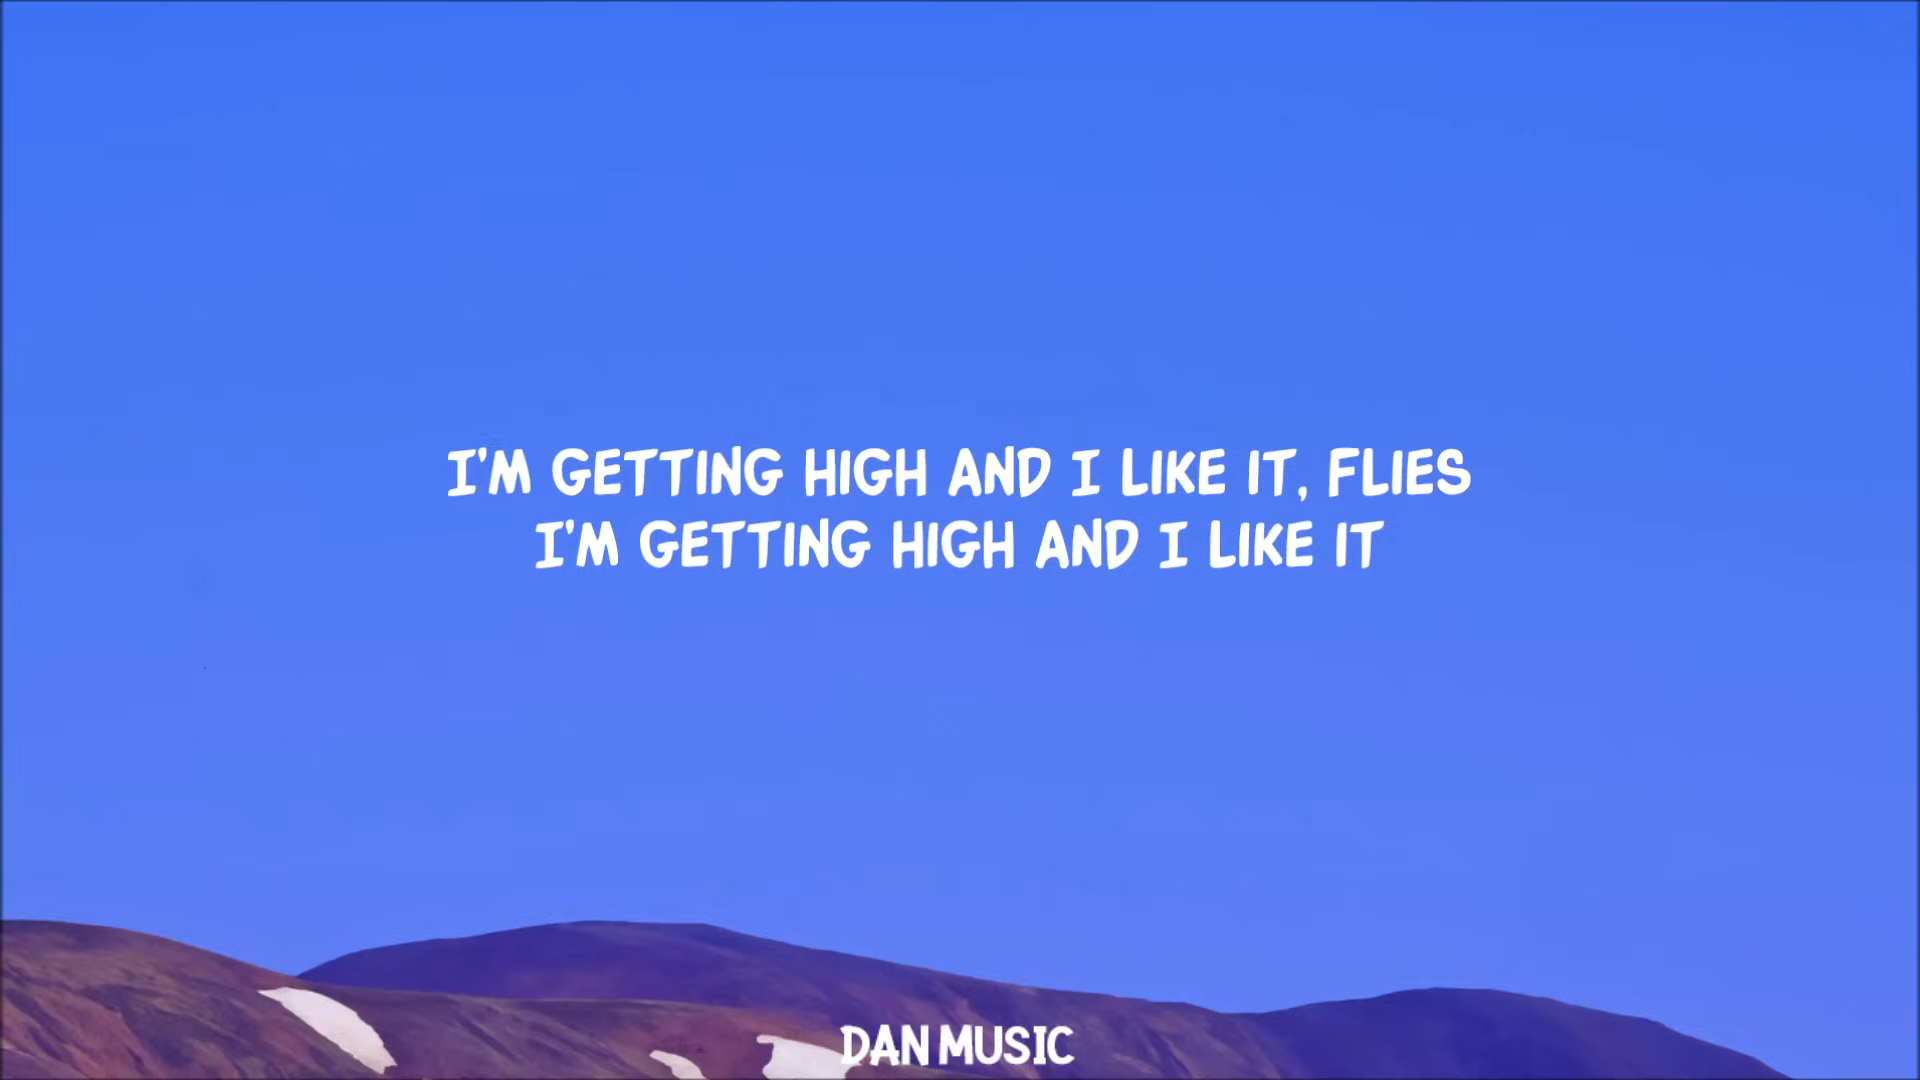 I'M GETTING HIGH AND I LIKE IT, FLIES
I'M GETTING HIGH AND I LIKE IT
DAN MUSIC